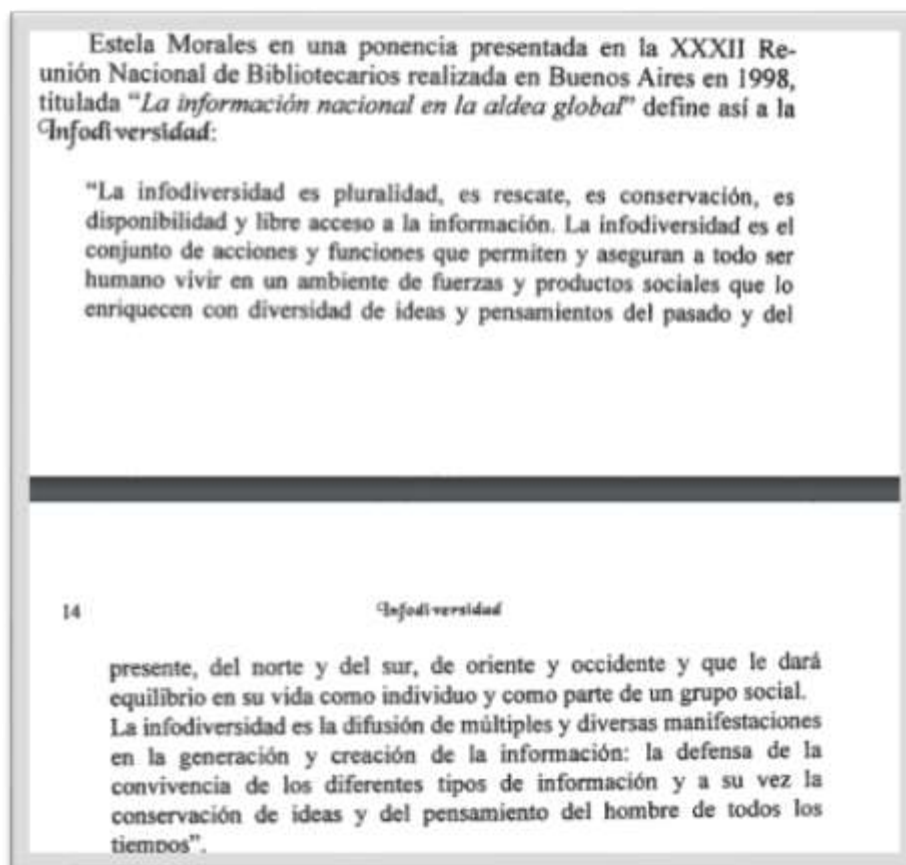 Estela Morales en una ponencia presentada en la XXXII Re-
unión Nacional de Bibliotecarios realizada en Buenos Aires en 1998,
titulada “La información nacional en la aldea global” define así a la
Infodiversidad:
“La infodiversidad es pluralidad, es rescate, es conservación, es
disponibilidad y libre acceso a la información. La infodiversidad es el
conjunto de acciones y funciones que permiten y aseguran a todo ser
humano vivir en un ambiente de fuerzas y productos sociales que lo
enriquecen con diversidad de ideas y pensamientos del pasado y del
14 Infodiversidad
presente, del norte y del sur, de oriente y occidente y que le dará
equilibrio en su vida como individuo y como parte de un grupo social.
La infodiversidad es la difusión de múltiples y diversas manifestaciones
en la generación y creación de la información: la defensa de la
convivencia de los diferentes tipos de información y a su vez la
conservación de ideas y del pensamiento del hombre de todos los
tiempos”.